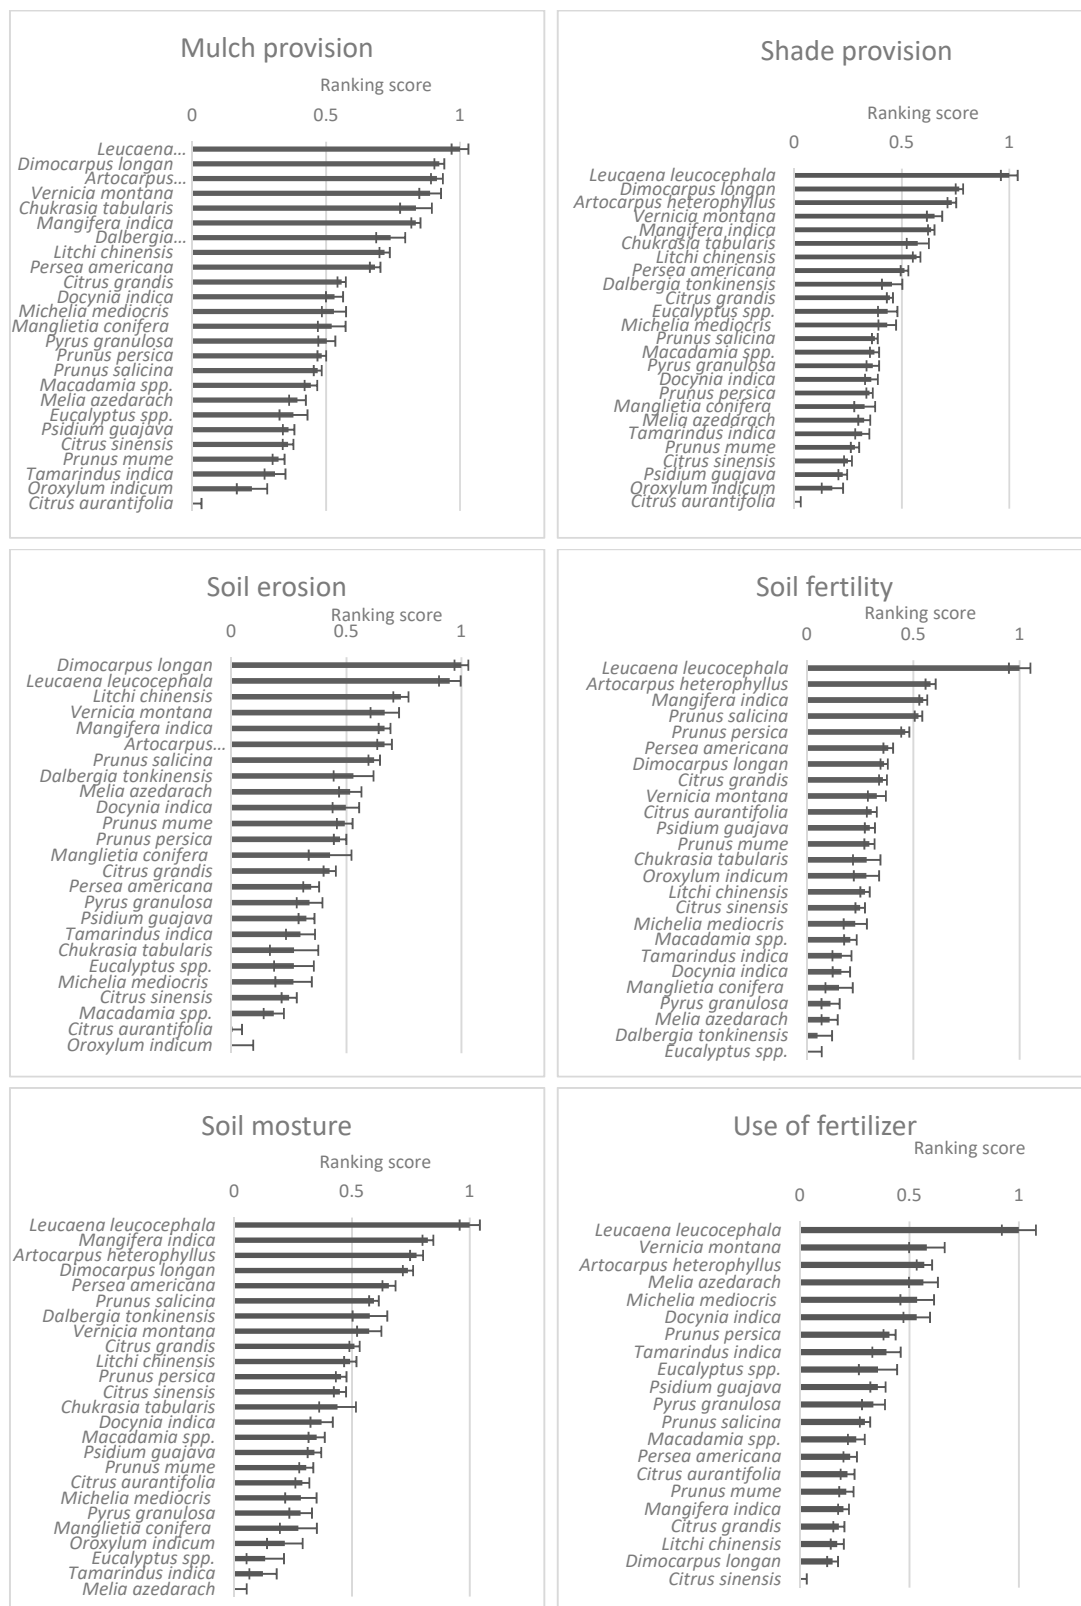 Mulch provision
Ranking score
0 0.5 1
Leucaena...
Dimocarpus longan
Artocarpus...
Vernicia montana
Chukrasia tabularis
Mangifera indica
Dalbergia...
Litchi chinensis
Persea americana
Citrus grandis
Docynia indica
Michelia mediocris
Manglietia conifera
Pyrus granulosa
Prunus persica
Prunus salicina
Macadamia spp.
Melia azedarach
Eucalyptus spp.
Psidium guajava
Citrus sinensis
Prunus mume
Tamarindus indica
Oroxylum indicum
Citrus aurantifolia
Shade provision
Ranking score
0 0.5 1
Leucaena leucocephala
Dimocarpus longan
Artocarpus heterophyllus
Vernicia montana
Mangifera indica
Chukrasia tabularis
Litchi chinensis
Persea americana
Dalbergia tonkinensis
Citrus grandis
Eucalyptus spp.
Michelia mediocris
Prunus salicina
Macadamia spp.
Pyrus granulosa
Docynia indica
Prunus persica
Manglietia conifera
Melia azedarach
Tamarindus indica
Prunus mume
Citrus sinensis
Psidium guajava
Oroxylum indicum
Citrus aurantifolia
Soil erosion
Ranking score
0 0.5 1
Dimocarpus longan
Leucaena leucocephala
Litchi chinensis
Vernicia montana
Mangifera indica
Artocarpus...
Prunus salicina
Dalbergia tonkinensis
Melia azedarach
Docynia indica
Prunus mume
Prunus persica
Manglietia conifera
Citrus grandis
Persea americana
Pyrus granulosa
Psidium guajava
Tamarindus indica
Chukrasia tabularis
Eucalyptus spp.
Michelia mediocris
Citrus sinensis
Macadamia spp.
Citrus aurantifolia
Oroxylum indicum
Soil fertility
Ranking score
0 0.5 1
Leucaena leucocephala
Artocarpus heterophyllus
Mangifera indica
Prunus salicina
Prunus persica
Persea americana
Dimocarpus longan
Citrus grandis
Vernicia montana
Citrus aurantifolia
Psidium guajava
Prunus mume
Chukrasia tabularis
Oroxylum indicum
Litchi chinensis
Citrus sinensis
Michelia mediocris
Macadamia spp.
Tamarindus indica
Docynia indica
Manglietia conifera
Pyrus granulosa
Melia azedarach
Dalbergia tonkinensis
Eucalyptus spp.
Soil mosture
Ranking score
0 0.5 1
Leucaena leucocephala
Mangifera indica
Artocarpus heterophyllus
Dimocarpus longan
Persea americana
Prunus salicina
Dalbergia tonkinensis
Vernicia montana
Citrus grandis
Litchi chinensis
Prunus persica
Citrus sinensis
Chukrasia tabularis
Docynia indica
Macadamia spp.
Psidium guajava
Prunus mume
Citrus aurantifolia
Michelia mediocris
Pyrus granulosa
Manglietia conifera
Oroxylum indicum
Eucalyptus spp.
Tamarindus indica
Melia azedarach
Use of fertilizer
Ranking score
0 0.5 1
Leucaena leucocephala
Vernicia montana
Artocarpus heterophyllus
Melia azedarach
Michelia mediocris
Docynia indica
Prunus persica
Tamarindus indica
Eucalyptus spp.
Psidium guajava
Pyrus granulosa
Prunus salicina
Macadamia spp.
Persea americana
Citrus aurantifolia
Prunus mume
Mangifera indica
Citrus grandis
Litchi chinensis
Dimocarpus longan
Citrus sinensis